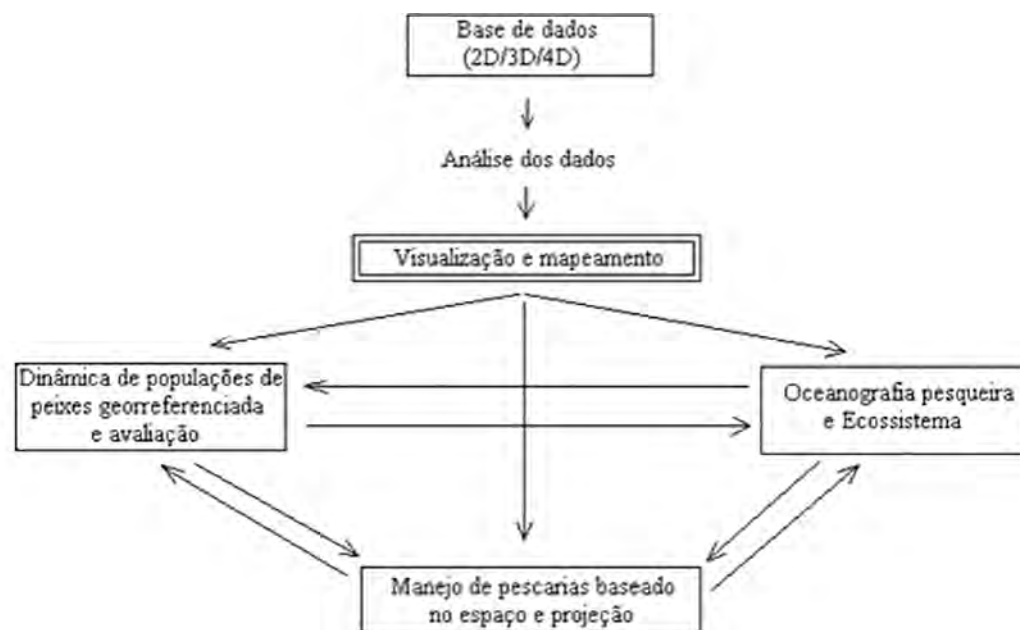 Base de dados
(2D/3D/4D)
Análise dos dados
Visualização e mapeamento
Dinâmica de populações de
peixes georreferenciada
e avaliação
Oceanografia pesqueira
e Ecossistema
Manejo de pescarias baseado
no espaço e projeção